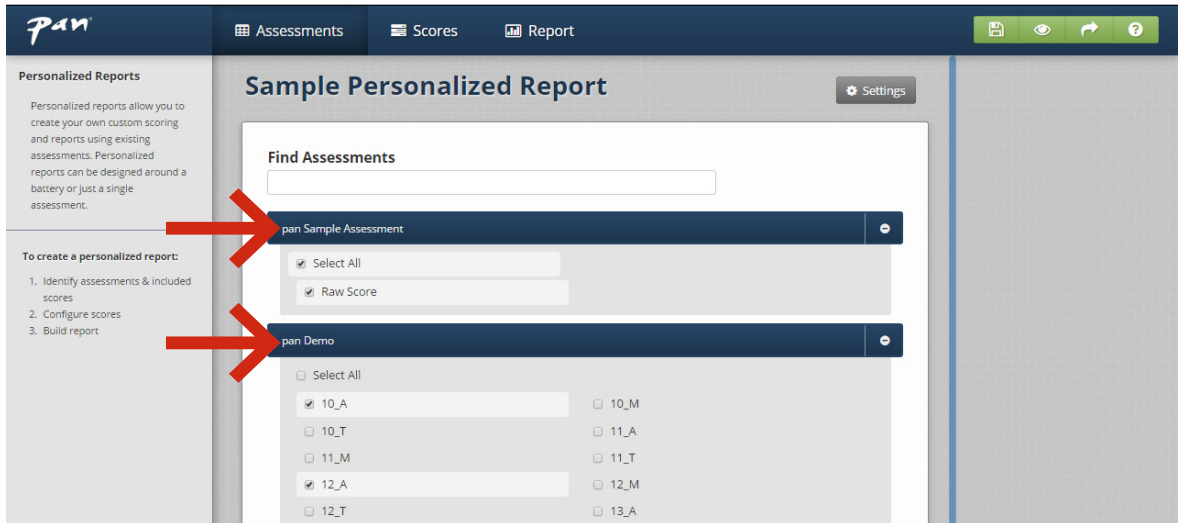 pan
Assessments
Scores
Report
Personalized Reports
Personalized reports allow you to
create your own custom scoring
and reports using existing
assessments. Personalized
reports can be designed around a
battery or just a single
assessment.
To create a personalized report:
1. Identify assessments & included
scores
2. Configure scores
3. Build report
Sample Personalized Report
Settings
Find Assessments
pan Sample Assessment
Select All
Raw Score
pan Demo
Select All
10_A
10_M
10_T
11_A
11_M
11_T
12_A
12_M
12_T
13_A